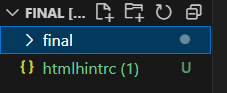 FINAL [...
final
{} htmlhintrc (1) U